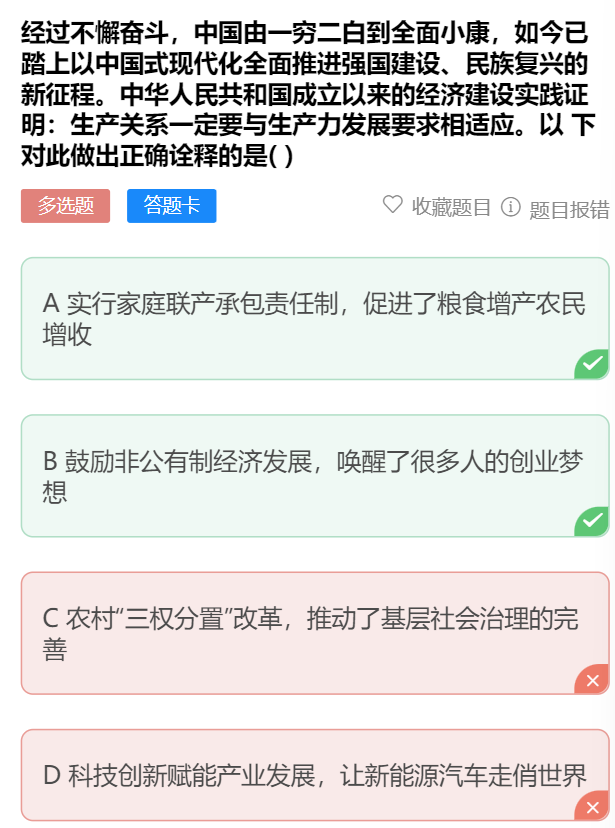 经过不懈奋斗，中国由一穷二白到全面小康，如今已
踏上以中国式现代化全面推进强国建设、民族复兴的
新征程。中华人民共和国成立以来的经济建设实践证
明：生产关系一定要与生产力发展要求相适应。以 下
对此做出正确诠释的是( )
多选题 答题卡 收藏题目 题目报错
A 实行家庭联产承包责任制，促进了粮食增产农民
增收
B 鼓励非公有制经济发展，唤醒了很多人的创业梦
想
C 农村“三权分置”改革，推动了基层社会治理的完
善
D 科技创新赋能产业发展，让新能源汽车走俏世界